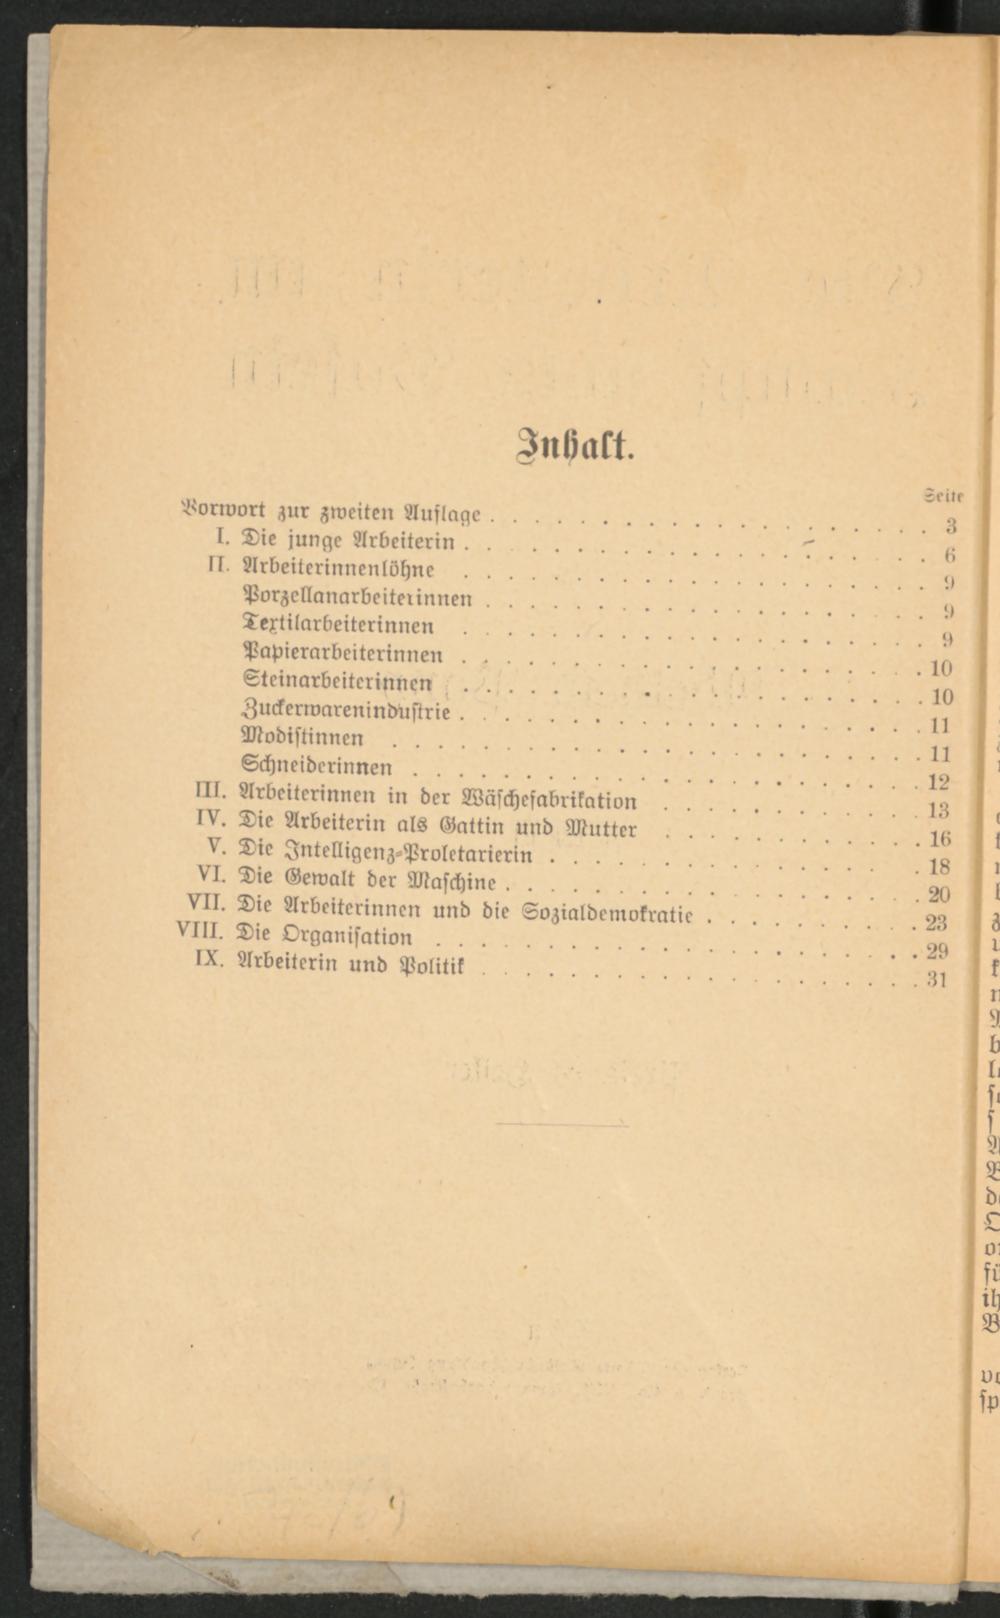 Inhalt.
Seite
Vorwort zur zweiten Auflage . . . . . . . . . . . . . . . . 3
I. Die junge Arbeiterin . . . . . . . . . . . . . . . . 6
II. Arbeiterinnenlöhne . . . . . . . . . . . . . . . . 9
Porzellanarbeiterinnen . . . . . . . . . . . . . . . . 9
Textilarbeiterinnen . . . . . . . . . . . . . . . . 9
Papierarbeiterinnen . . . . . . . . . . . . . . . . 10
Steinarbeiterinnen . . . . . . . . . . . . . . . . 10
Zuckerwarenindustrie . . . . . . . . . . . . . . . . 11
Modistinnen . . . . . . . . . . . . . . . . 11
Schneiderinnen . . . . . . . . . . . . . . . . 12
III. Arbeiterinnen in der Wäschefabrikation . . . . . . . . . . 13
IV. Die Arbeiterin als Gattin und Mutter . . . . . . . . . . 16
V. Die Intelligenz-Proletarierin . . . . . . . . . . . . . 18
VI. Die Gewalt der Maschine . . . . . . . . . . . . . . . 20
VII. Die Arbeiterinnen und die Sozialdemokratie . . . . . . . . 23
VIII. Die Organisation . . . . . . . . . . . . . . . . 29
IX. Arbeiterin und Politik . . . . . . . . . . . . . . . . 31